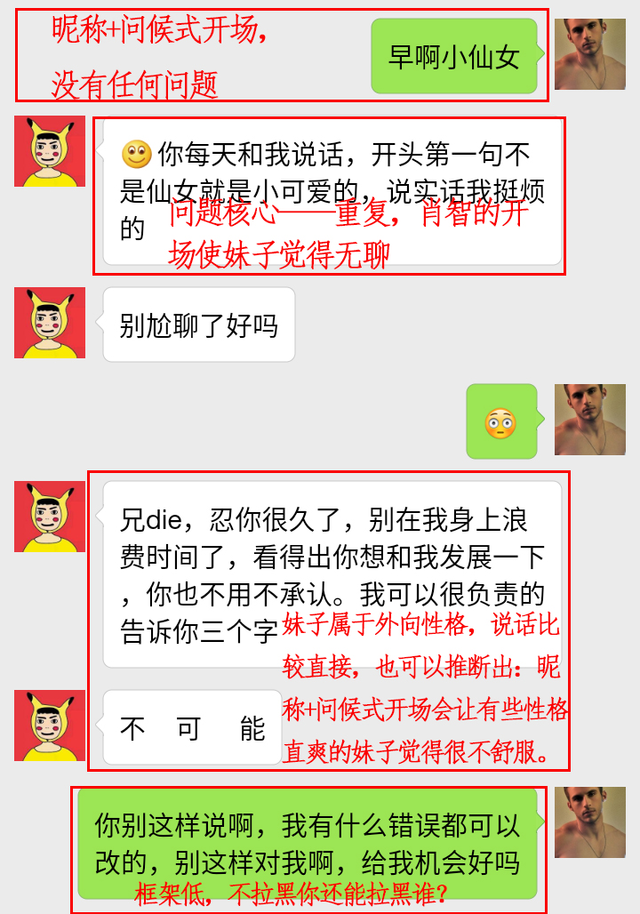 昵称+问候式开场，
没有任何问题
早啊小仙女
你每天和我说话，开头第一句不
是仙女就是小可爱的，说实话我挺烦
的
问题核心——重复，肖智的开
场使妹子觉得无聊
别尬聊了好吗
兄die，忍你很久了，别在我身上浪
费时间了，看得出你想和我发展一下
，你也不用不承认。我可以很负责的
告诉你三个字
妹子属于外向性格，说话比
较直接，也可以推断出：昵
称+问候式开场会让有些性格
直爽的妹子觉得很不舒服。
不 可 能
你别这样说啊，我有什么错误都可以
改的，别这样对我啊，给我机会好吗
框架低，不拉黑你还能拉黑谁？